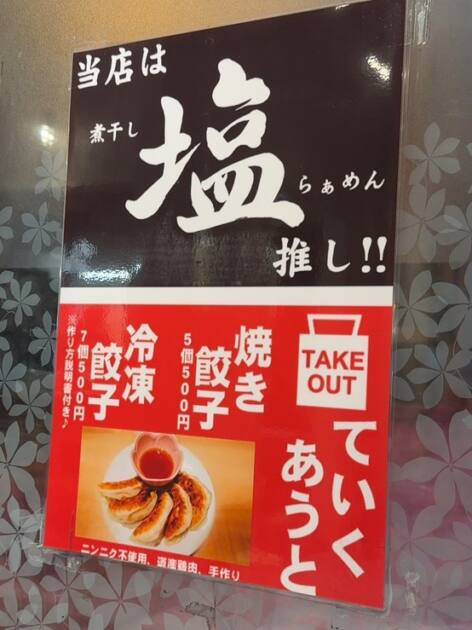 当店は
煮干し
塩
らぁめん
推し!!
TAKE
OUT
ていく
あうと
焼き
餃子
5個500円
冷凍
餃子
7個500円
※作り方説明書付き♪
ニンニク不使用、道産鶏肉、手作り